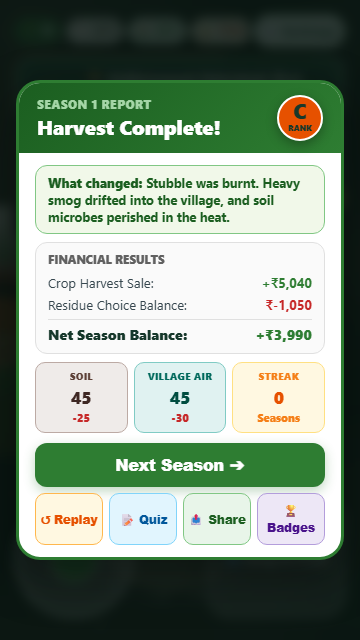 SEASON 1 REPORT
Harvest Complete!
C
RANK
What changed: Stubble was burnt. Heavy
smog drifted into the village, and soil
microbes perished in the heat.
FINANCIAL RESULTS
Crop Harvest Sale: +₹5,040
Residue Choice Balance: ₹-1,050
Net Season Balance: +₹3,990
SOIL
45
-25
VILLAGE AIR
45
-30
STREAK
0
Seasons
Next Season ➔
↺ Replay
📝 Quiz
📤 Share
🏆
Badges